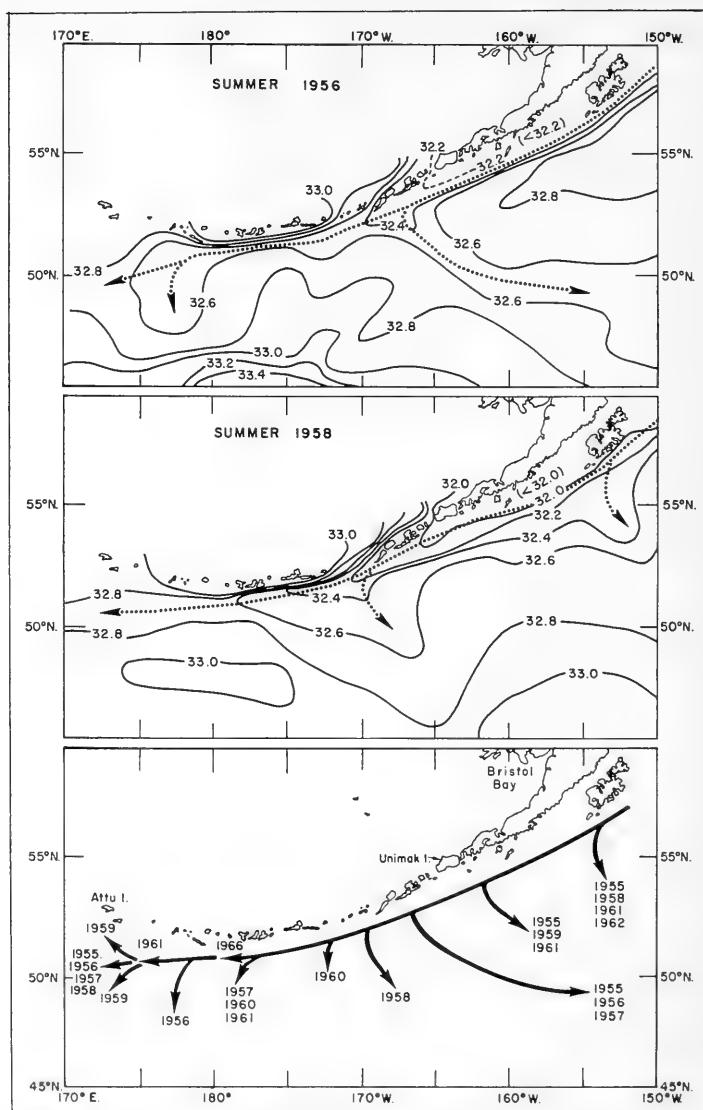 170° E.
180°
170° W.
160° W.
150° W.
SUMMER 1956
55°N.
50°N.
33.0
32.2
32.2
(<32.2)
32.8
32.4
32.6
32.8
32.6
32.6
32.8
33.0
33.2
33.4
SUMMER 1958
55°N.
50°N.
32.0
(<32.0)
32.0
32.2
32.4
32.6
33.0
32.8
32.4
32.8
32.6
32.8
33.0
33.0
Bristol
Bay
55°N.
50°N.
45°N.
Unimak I.
Attu I.
1959
1961
1966
1955
1956
1957
1958
1959
1956
1957
1960
1961
1960
1958
1955
1956
1957
1955
1959
1961
1955
1958
1961
1962
170° E.
180°
170° W.
160° W.
150° W.